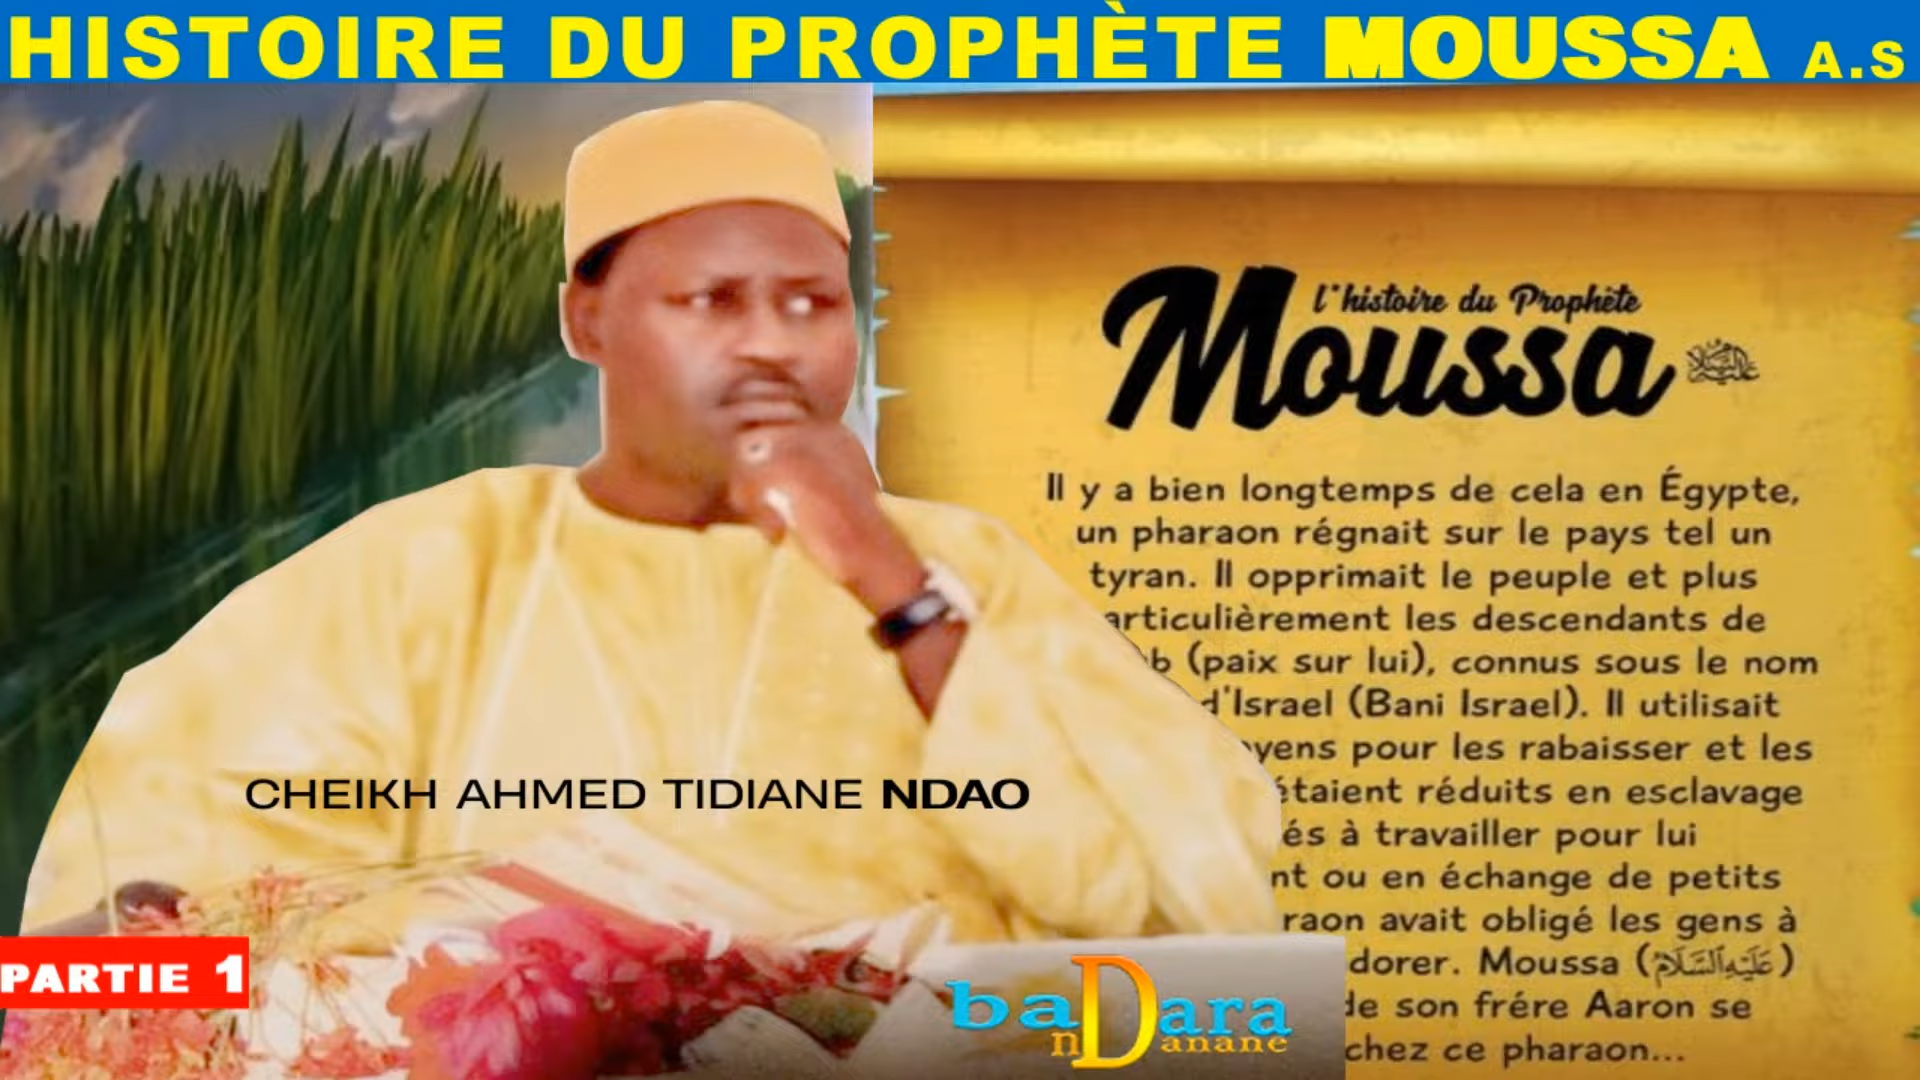 HISTOIRE DU PROPHÈTE MOUSSA A.S
l'histoire du Prophète
Moussa
Il y a bien longtemps de cela en Égypte,
un pharaon régnait sur le pays tel un
tyran. Il opprimait le peuple et plus
articulièrement les descendants de
b (paix sur lui), connus sous le nom
d'Israel (Bani Israel). Il utilisait
yens pour les rabaisser et les
étaient réduits en esclavage
és à travailler pour lui
nt ou en échange de petits
raon avait obligé les gens à
dorer. Moussa (عَلَيْهِ ٱلسَّلَامُ)
de son frére Aaron se
chez ce pharaon...
CHEIKH AHMED TIDIANE NDAO
PARTIE 1
baDara
nDanane